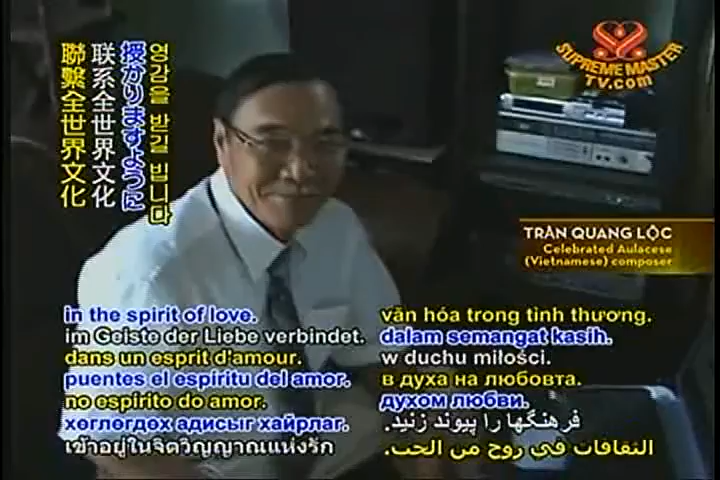 SUPREME MASTER
TV.com
영감을 받길 빕니다
授かりますように
联系全世界文化
聯繫全世界文化
TRẦN QUANG LỘC
Celebrated Aulacese
(Vietnamese) composer
in the spirit of love.
im Geiste der Liebe verbindet.
dans un esprit d'amour.
puentes el espíritu del amor.
no espírito do amor.
хөглөгдөх адисыг хайрлаг.
เข้าอยู่ในจิตวิญญาณแห่งรัก
văn hóa trong tình thương.
dalam semangat kasih.
w duchu miłości.
в духа на любовта.
духом любви.
فرهنگها را پیوند زنید.
الثقافات في روح من الحب.